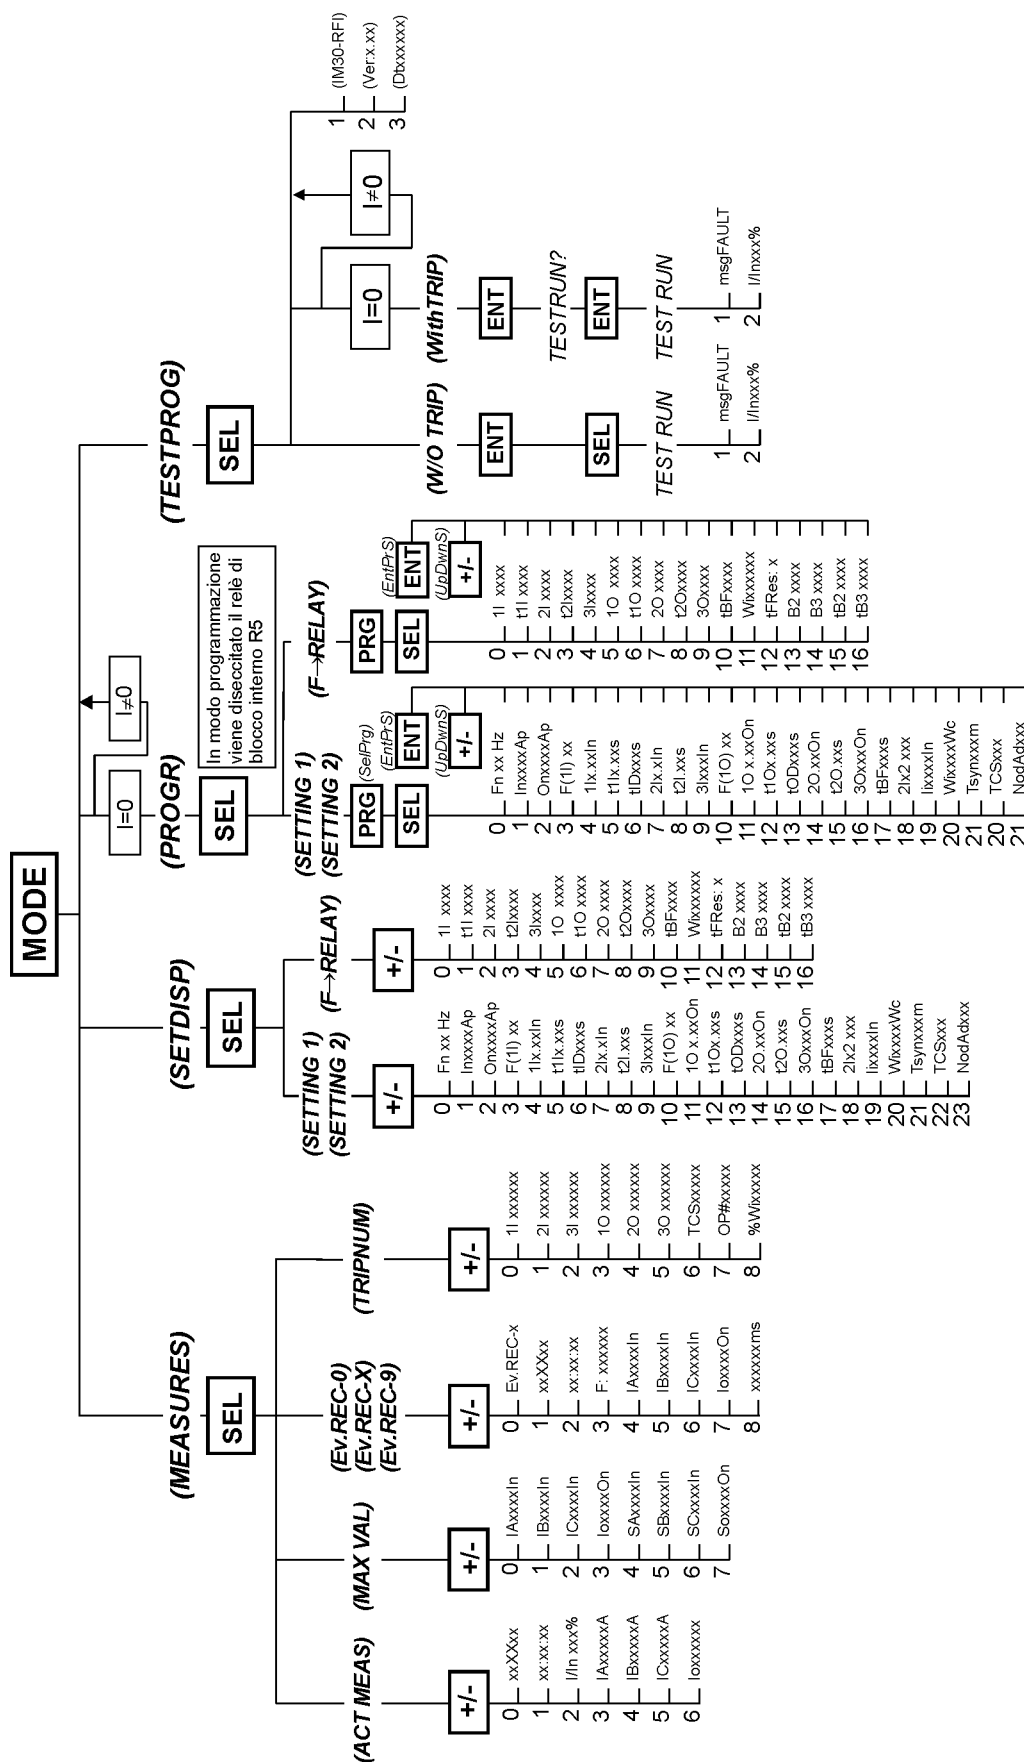 MODE
(MEASURES)
SEL
(ACT MEAS)
+/-
0 xxXXxx
1 xx:xx:xx
2 I/In xxx%
3 IAxxxxxA
4 IBxxxxxA
5 ICxxxxxA
6 Ioxxxxxx
(MAX VAL)
+/-
0 IAxxxxIn
1 IBxxxxIn
2 ICxxxxIn
3 IoxxxxOn
4 SAxxxxIn
5 SBxxxxIn
6 SCxxxxIn
7 SoxxxxOn
(Ev.REC-0)
(Ev.REC-X)
(Ev.REC-9)
+/-
0 Ev.REC-x
1 xxXXxx
2 xx:xx:xx
3 F: xxxxxx
4 IAxxxxIn
5 IBxxxxIn
6 ICxxxxIn
7 IoxxxxOn
8 xxxxxxms
(TRIPNUM)
+/-
0 1I xxxxxx
1 2I xxxxxx
2 3I xxxxxx
3 1O xxxxxx
4 2O xxxxxx
5 3O xxxxxx
6 TCSxxxxx
7 OP#xxxxx
8 %Wixxxxx
(SETDISP)
SEL
(SETTING 1)
(SETTING 2)
+/-
0 Fn xx Hz
1 InxxxxAp
2 OnxxxxAp
3 F(1I) xx
4 1Ix.xxIn
5 t1Ix.xxs
6 tIDxxxs
7 2Ix.xIn
8 t2I.xxs
9 3IxxxIn
10 F(1O) xx
11 1O x.xxOn
12 t1Ox.xxs
13 tODxxxs
14 2O.xxOn
15 t2O.xxs
16 3OxxxOn
17 tBFxxxs
18 2Ix2 xxx
19 IixxxxIn
20 WixxxxWc
21 Tsynxxxm
22 TCSxxx
23 NodAdxxx
(F→RELAY)
+/-
0 1I xxxx
1 t1I xxxx
2 2I xxxx
3 t2Ixxxx
4 3Ixxxx
5 1O xxxx
6 t1O xxxx
7 2O xxxx
8 t2Oxxxx
9 3Oxxxx
10 tBFxxxx
11 Wixxxxxx
12 tFRes: x
13 B2 xxxx
14 B3 xxxx
15 tB2 xxxx
16 tB3 xxxx
I=0
I≠0
(PROGR)
SEL
In modo programmazione
viene diseccitato il relè di
blocco interno R5
(SETTING 1)
(SETTING 2)
PRG (SelPrg)
SEL
(EntPrS)
ENT
(UpDwnS)
+/-
0 Fn xx Hz
1 InxxxxAp
2 OnxxxxAp
3 F(1I) xx
4 1Ix.xxIn
5 t1Ix.xxs
6 tIDxxxs
7 2Ix.xIn
8 t2I.xxs
9 3IxxxIn
10 F(1O) xx
11 1O x.xxOn
12 t1Ox.xxs
13 tODxxxs
14 2O.xxOn
15 t2O.xxs
16 3OxxxOn
17 tBFxxxs
18 2Ix2 xxx
19 IixxxxIn
20 WixxxxWc
21 Tsynxxxm
20 TCSxxx
21 NodAdxxx
(F→RELAY)
PRG
SEL
(EntPrS)
ENT
(UpDwnS)
+/-
0 1I xxxx
1 t1I xxxx
2 2I xxxx
3 t2Ixxxx
4 3Ixxxx
5 1O xxxx
6 t1O xxxx
7 2O xxxx
8 t2Oxxxx
9 3Oxxxx
10 tBFxxxx
11 Wixxxxxx
12 tFRes: x
13 B2 xxxx
14 B3 xxxx
15 tB2 xxxx
16 tB3 xxxx
(TESTPROG)
SEL
(W/O TRIP)
ENT
SEL
TEST RUN
1 msgFAULT
2 I/Inxxx%
I=0
I≠0
(WithTRIP)
ENT
TESTRUN?
ENT
TEST RUN
1 msgFAULT
2 I/Inxxx%
1 (IM30-RFI)
2 (Ver:x.xx)
3 (Dtxxxxxx)